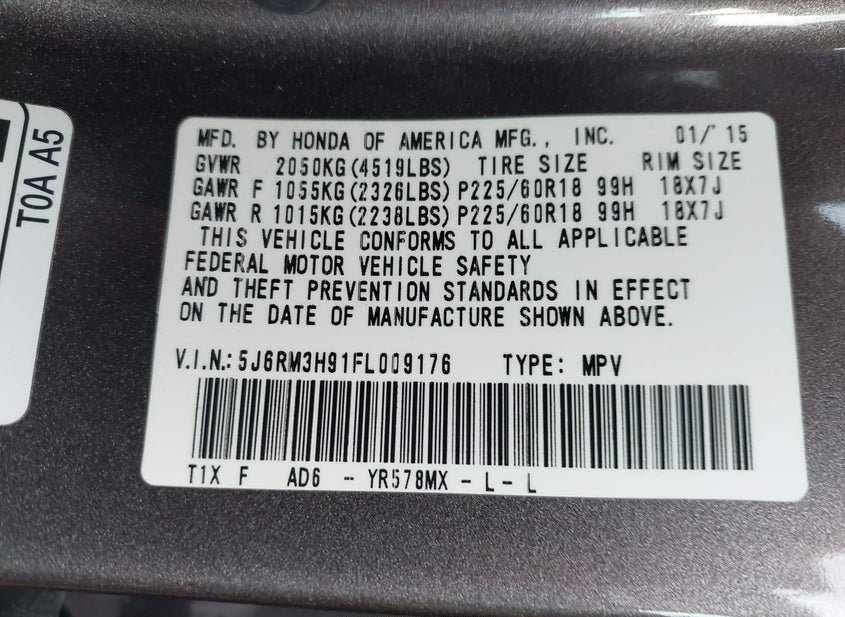 T0A A5
MFD. BY HONDA OF AMERICA MFG., INC. 01/'15
GVWR 2050KG(4519LBS) TIRE SIZE RIM SIZE
GAWR F 1055KG(2326LBS) P225/60R18 99H 18X7J
GAWR R 1015KG(2238LBS) P225/60R18 99H 18X7J
THIS VEHICLE CONFORMS TO ALL APPLICABLE
FEDERAL MOTOR VEHICLE SAFETY
AND THEFT PREVENTION STANDARDS IN EFFECT
ON THE DATE OF MANUFACTURE SHOWN ABOVE.
V.I.N.: 5J6RM3H91FL009176 TYPE: MPV
T1X F AD6 - YR578MX - L - L